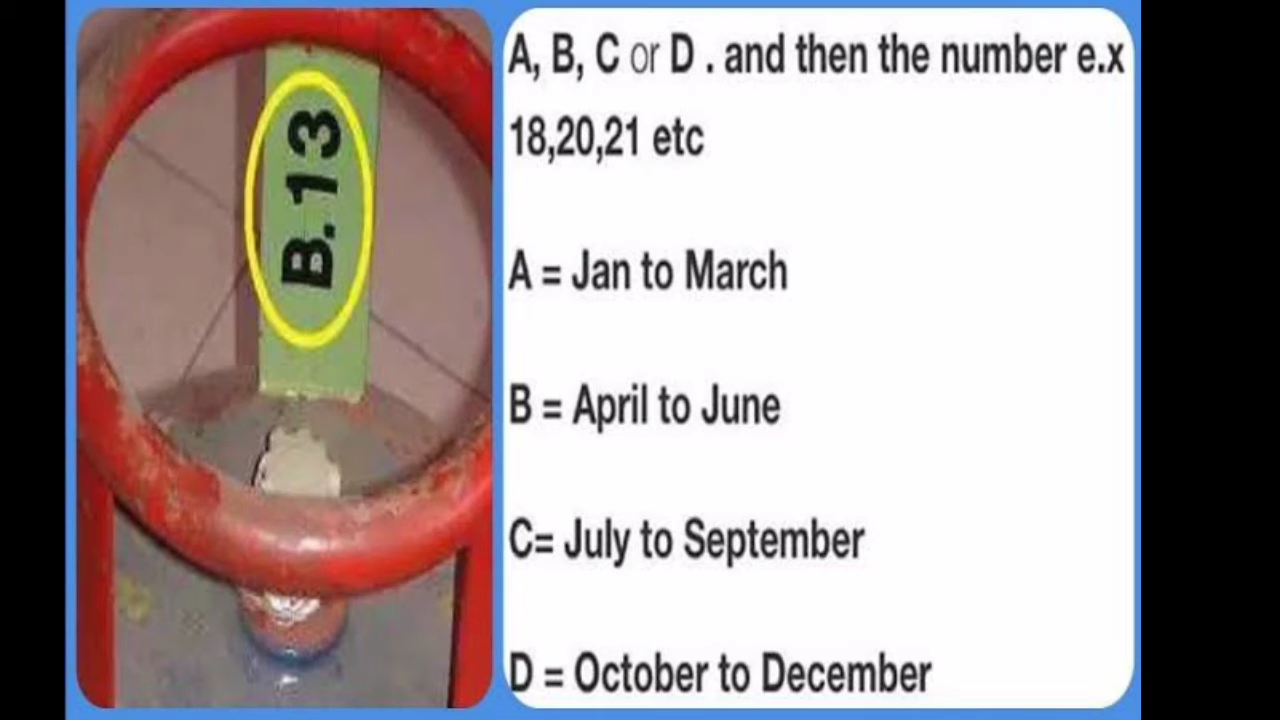 B.13
A, B, C or D . and then the number e.x
18,20,21 etc
A = Jan to March
B = April to June
C= July to September
D = October to December